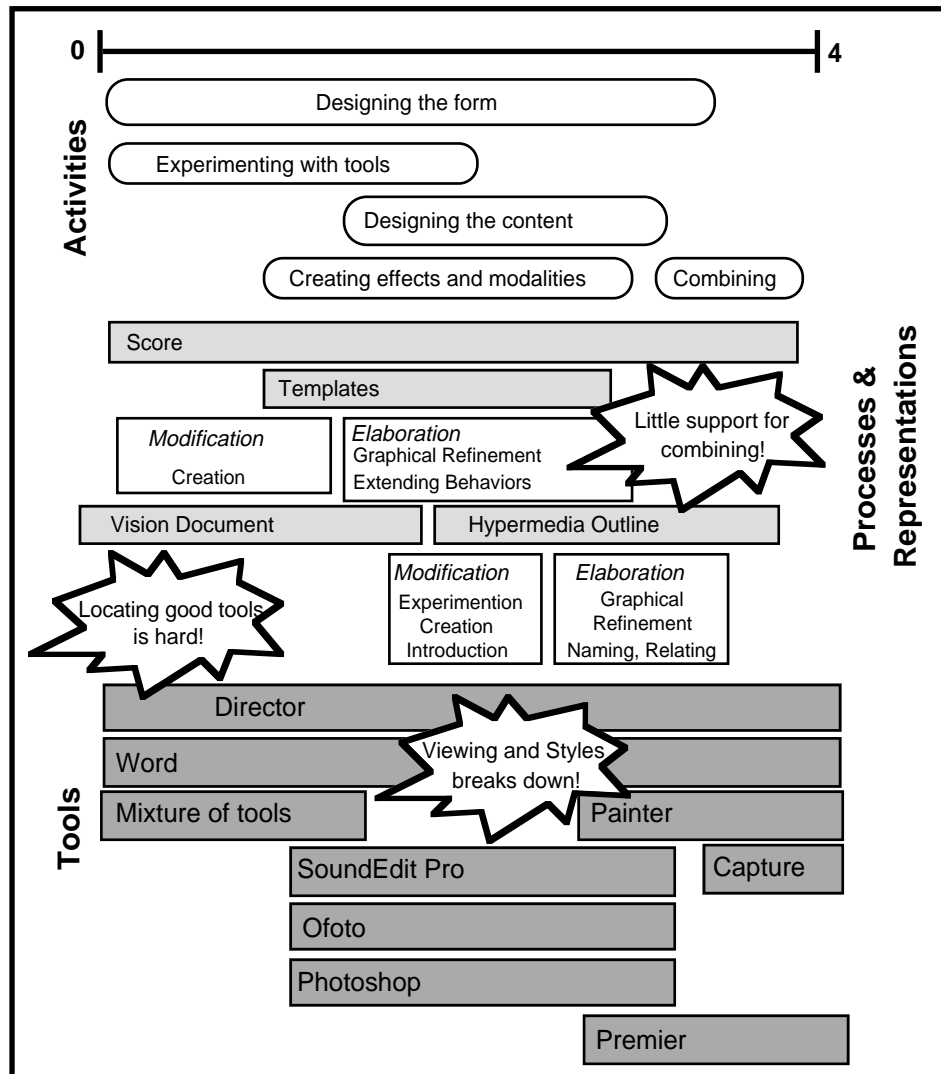 0
4
Activities
Designing the form
Experimenting with tools
Designing the content
Creating effects and modalities
Combining
Processes &
Representations
Score
Templates
Little support for
combining!
Modification
Creation
Elaboration
Graphical Refinement
Extending Behaviors
Vision Document
Hypermedia Outline
Locating good tools
is hard!
Modification
Experimention
Creation
Introduction
Elaboration
Graphical
Refinement
Naming, Relating
Tools
Director
Viewing and Styles
breaks down!
Word
Mixture of tools
Painter
SoundEdit Pro
Capture
Ofoto
Photoshop
Premier